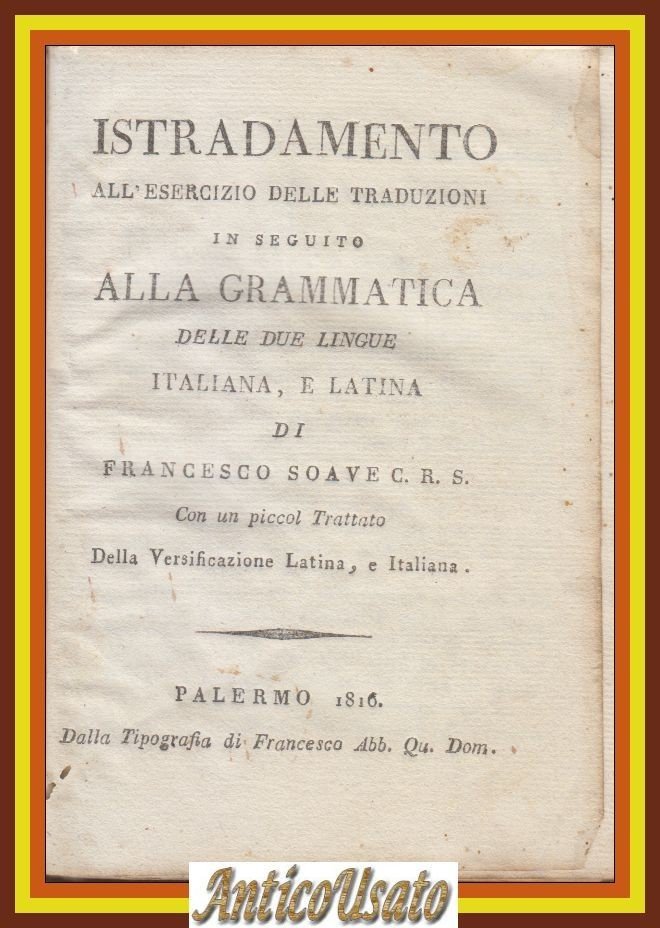 ISTRADAMENTO
ALL'ESERCIZIO DELLE TRADUZIONI
IN SEGUITO
ALLA GRAMMATICA
DELLE DUE LINGUE
ITALIANA, E LATINA
DI
FRANCESCO SOAVE C. R. S.
Con un piccol Trattato
Della Versificazione Latina, e Italiana.
PALERMO 1816.
Dalla Tipografia di Francesco Abb. Qu. Dom.
AnticoUsato